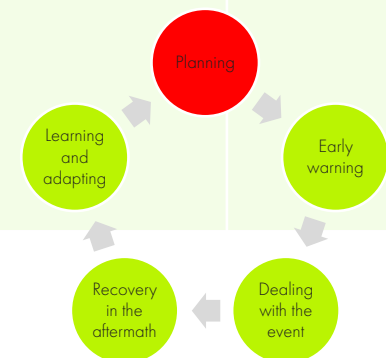 Planning
Early
warning
Dealing
with the
event
Recovery
in the
aftermath
Learning
and
adapting